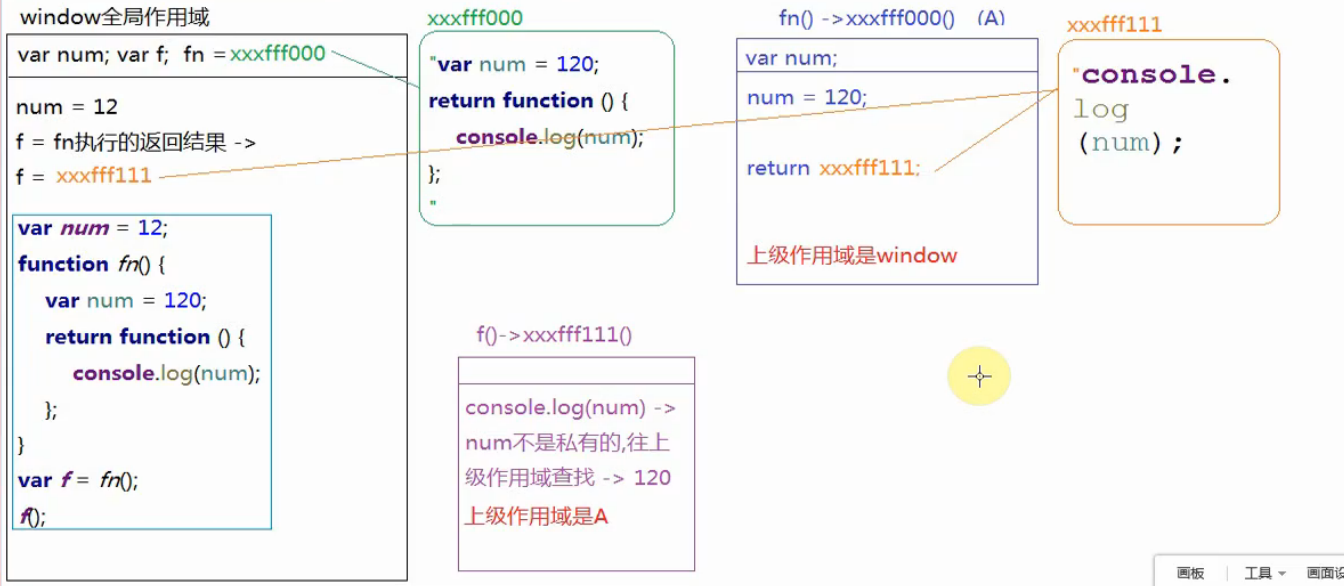 window全局作用域
var num; var f; fn =xxxfff000
num = 12
f = fn执行的返回结果 ->
f = xxxfff111
var num = 12;
function fn() {
var num = 120;
return function () {
console.log(num);
};
}
var f = fn();
f();
xxxfff000
"var num = 120;
return function () {
console.log(num);
};
"
fn() ->xxxfff000() (A)
var num;
num = 120;
return xxxfff111;
上级作用域是window
xxxfff111
"console.
log
(num);
f()->xxxfff111()
console.log(num) ->
num不是私有的,往上
级作用域查找 -> 120
上级作用域是A
画板
工具
画面设